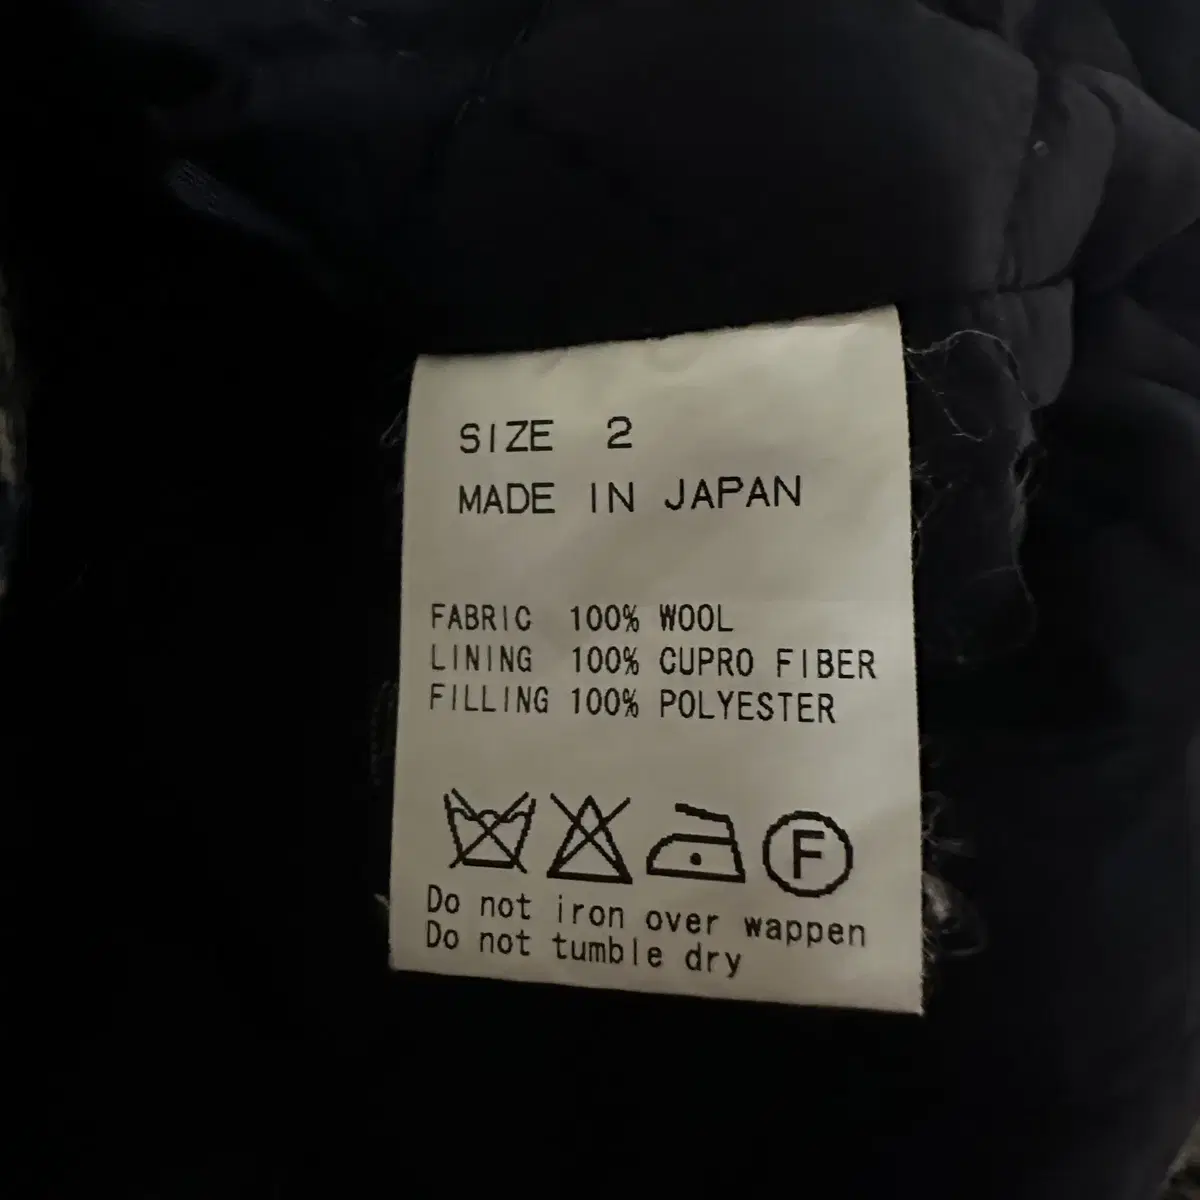 SIZE 2
MADE IN JAPAN
FABRIC 100% WOOL
LINING 100% CUPRO FIBER
FILLING 100% POLYESTER
F
Do not iron over wappen
Do not tumble dry